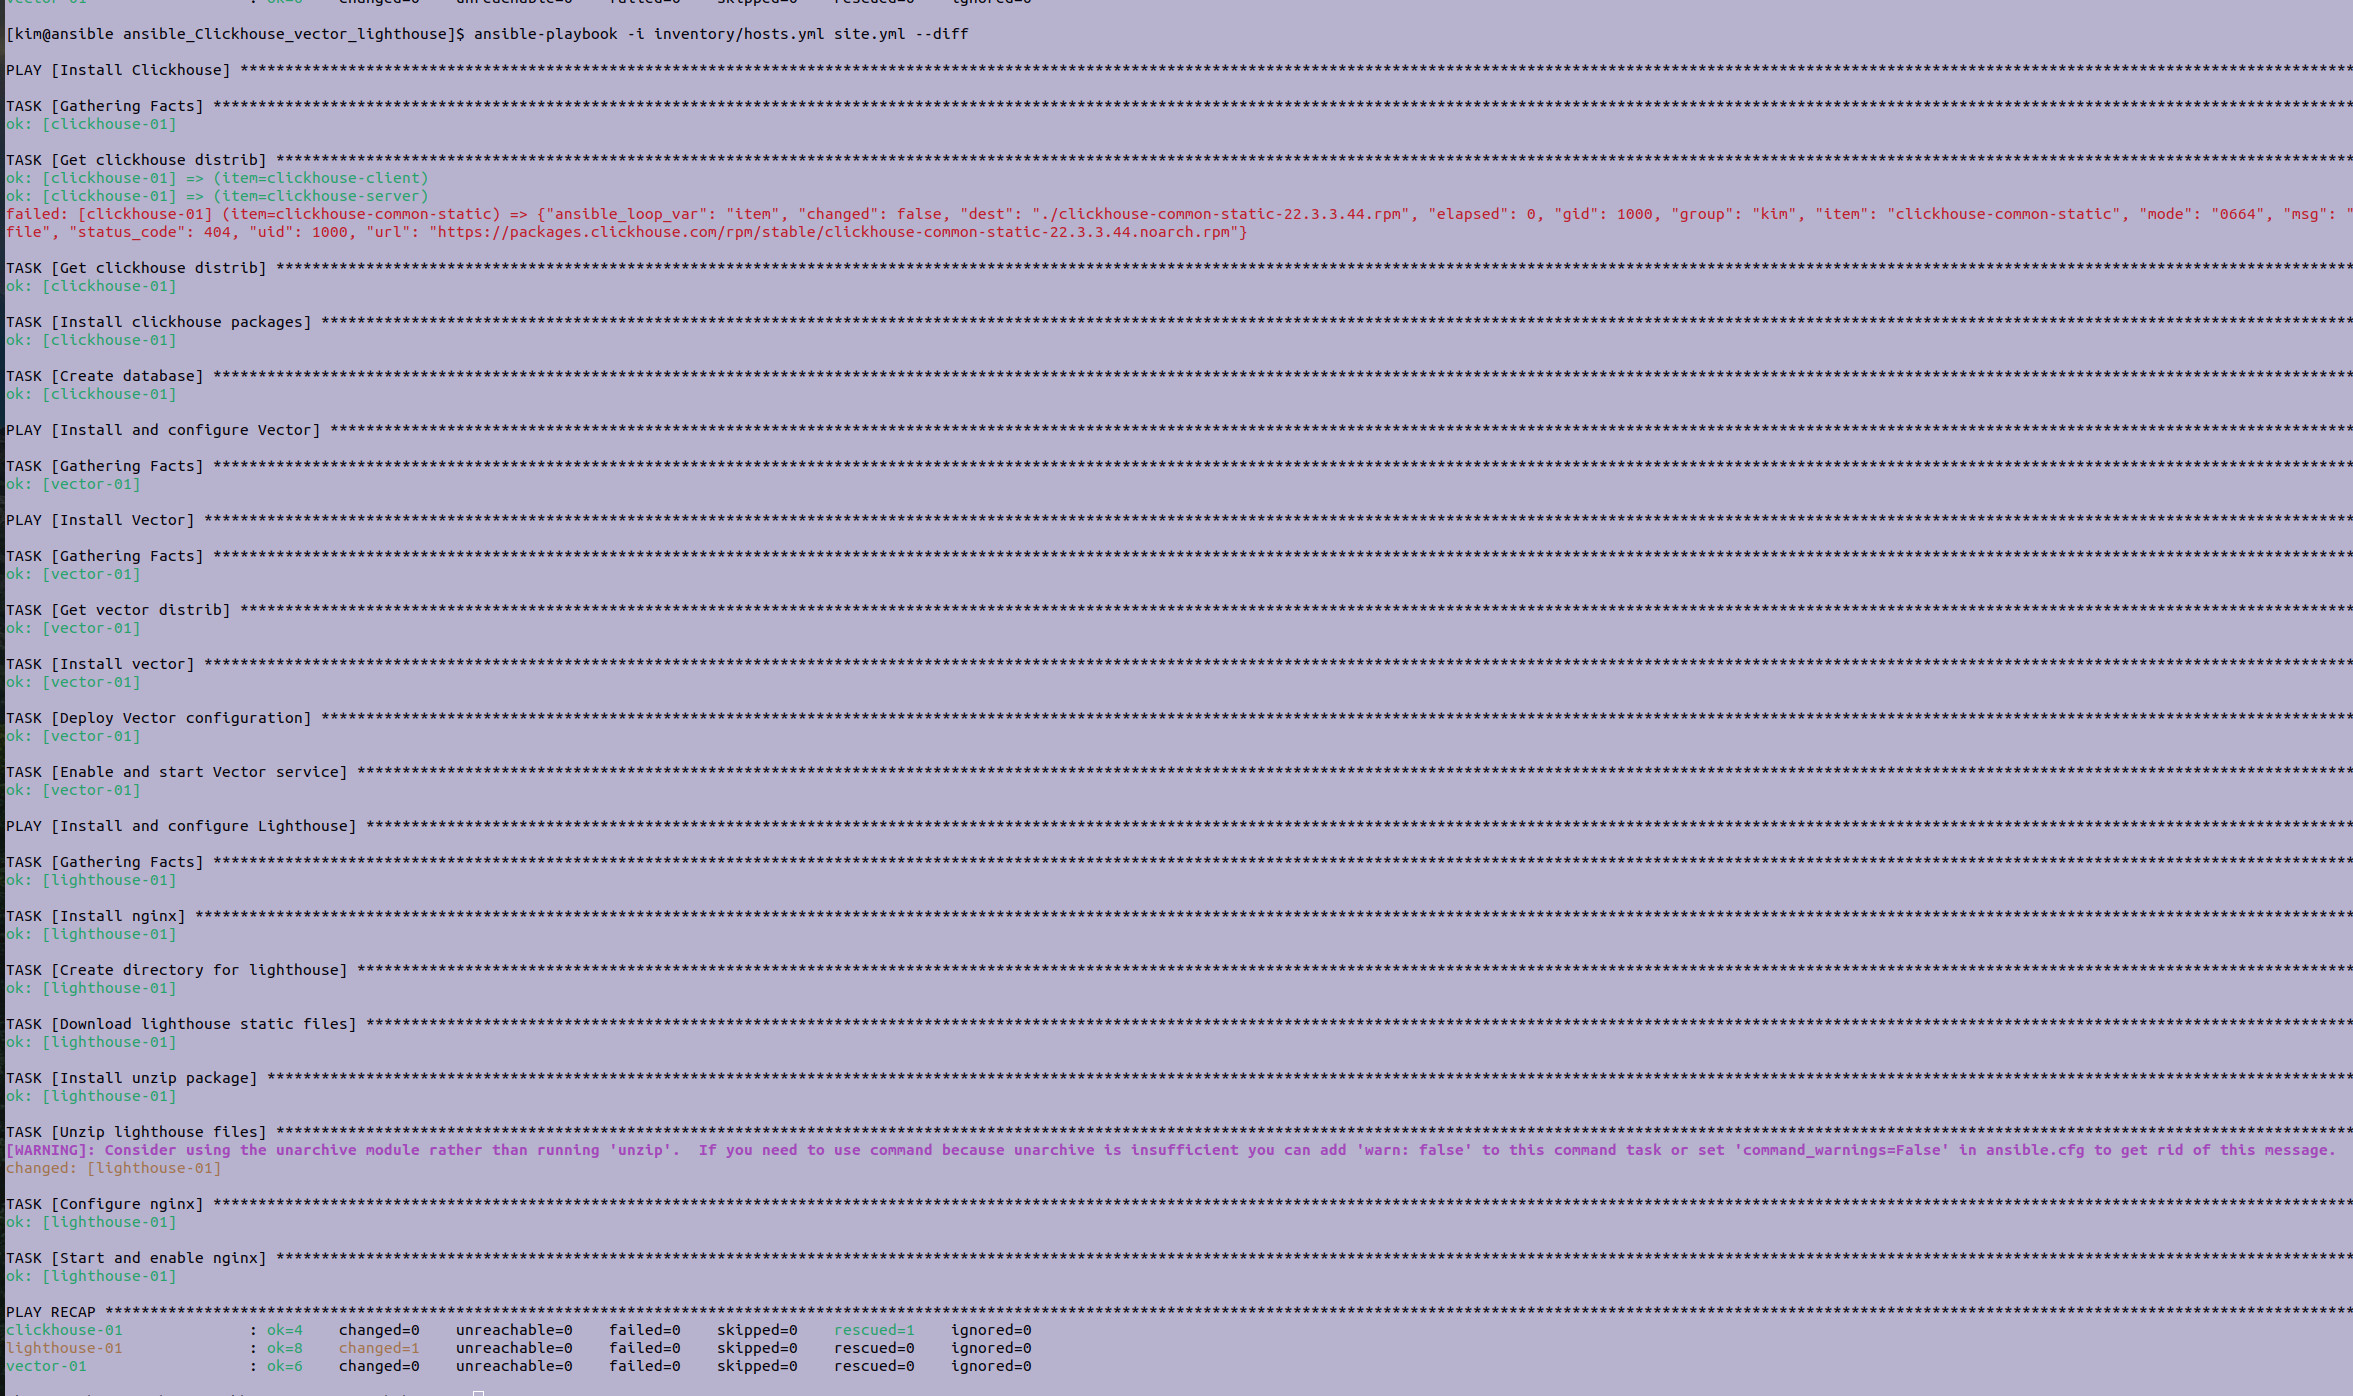 vector-01 : ok=6 changed=0 unreachable=0 failed=0 skipped=0 rescued=0 ignored=0
[kim@ansible ansible_Clickhouse_vector_lighthouse]$ ansible-playbook -i inventory/hosts.yml site.yml --diff
PLAY [Install Clickhouse] ****************************************
TASK [Gathering Facts] ****************************************
ok: [clickhouse-01]
TASK [Get clickhouse distrib] ****************************************
ok: [clickhouse-01] => (item=clickhouse-client)
ok: [clickhouse-01] => (item=clickhouse-server)
failed: [clickhouse-01] (item=clickhouse-common-static) => {"ansible_loop_var": "item", "changed": false, "dest": "./clickhouse-common-static-22.3.3.44.rpm", "elapsed": 0, "gid": 1000, "group": "kim", "item": "clickhouse-common-static", "mode": "0664", "msg": "
file", "status_code": 404, "uid": 1000, "url": "https://packages.clickhouse.com/rpm/stable/clickhouse-common-static-22.3.3.44.noarch.rpm"}
TASK [Get clickhouse distrib] ****************************************
ok: [clickhouse-01]
TASK [Install clickhouse packages] ****************************************
ok: [clickhouse-01]
TASK [Create database] ****************************************
ok: [clickhouse-01]
PLAY [Install and configure Vector] ****************************************
TASK [Gathering Facts] ****************************************
ok: [vector-01]
PLAY [Install Vector] ****************************************
TASK [Gathering Facts] ****************************************
ok: [vector-01]
TASK [Get vector distrib] ****************************************
ok: [vector-01]
TASK [Install vector] ****************************************
ok: [vector-01]
TASK [Deploy Vector configuration] ****************************************
ok: [vector-01]
TASK [Enable and start Vector service] ****************************************
ok: [vector-01]
PLAY [Install and configure Lighthouse] ****************************************
TASK [Gathering Facts] ****************************************
ok: [lighthouse-01]
TASK [Install nginx] ****************************************
ok: [lighthouse-01]
TASK [Create directory for lighthouse] ****************************************
ok: [lighthouse-01]
TASK [Download lighthouse static files] ****************************************
ok: [lighthouse-01]
TASK [Install unzip package] ****************************************
ok: [lighthouse-01]
TASK [Unzip lighthouse files] ****************************************
[WARNING]: Consider using the unarchive module rather than running 'unzip'.  If you need to use command because unarchive is insufficient you can add 'warn: false' to this command task or set 'command_warnings=False' in ansible.cfg to get rid of this message.
changed: [lighthouse-01]
TASK [Configure nginx] ****************************************
ok: [lighthouse-01]
TASK [Start and enable nginx] ****************************************
ok: [lighthouse-01]
PLAY RECAP ****************************************
clickhouse-01 : ok=4 changed=0 unreachable=0 failed=0 skipped=0 rescued=1 ignored=0
lighthouse-01 : ok=8 changed=1 unreachable=0 failed=0 skipped=0 rescued=0 ignored=0
vector-01 : ok=6 changed=0 unreachable=0 failed=0 skipped=0 rescued=0 ignored=0